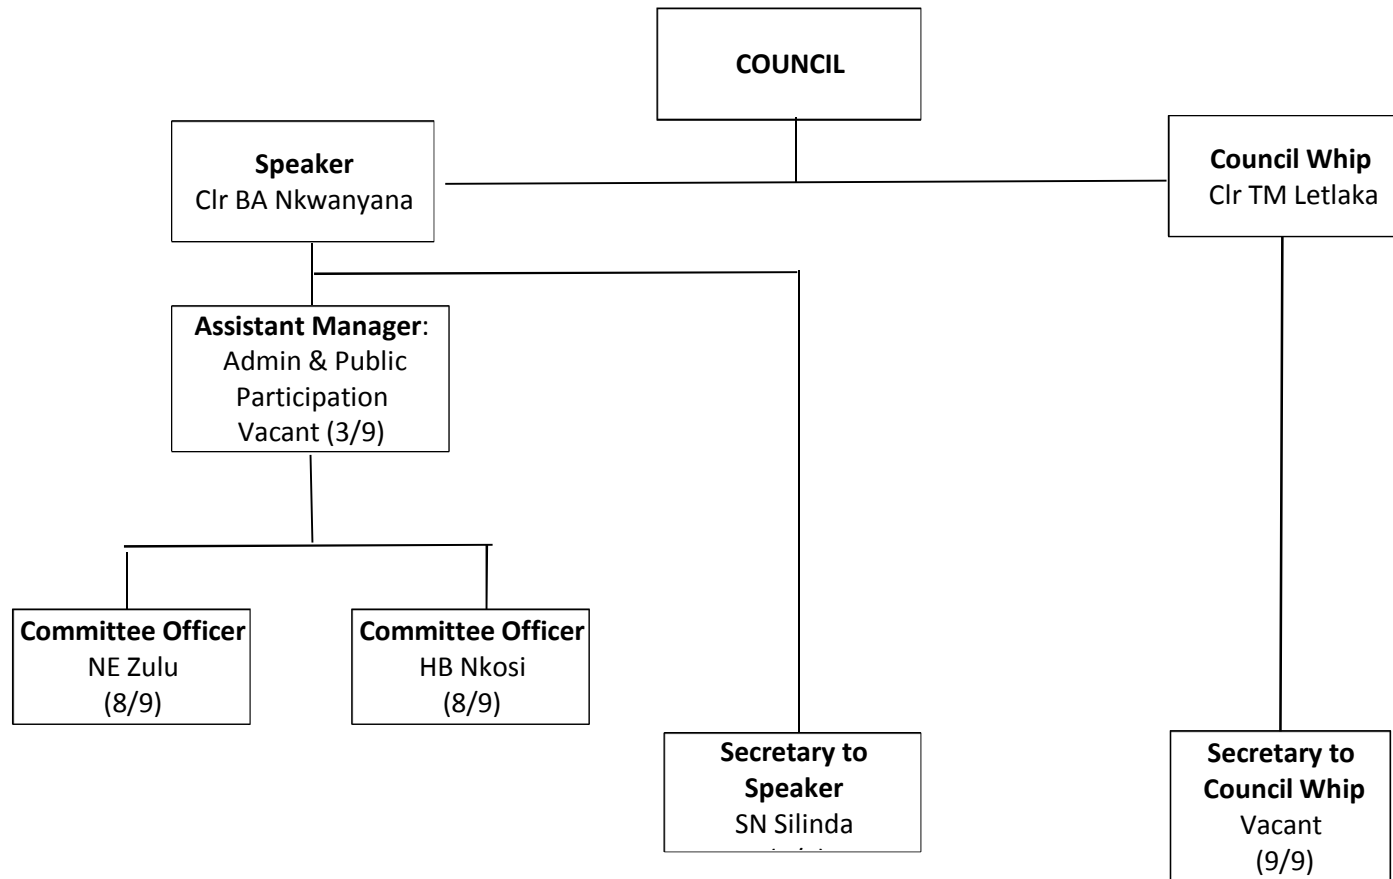 COUNCIL
Speaker
Clr BA Nkwanyana
Council Whip
Clr TM Letlaka
Assistant Manager:
Admin & Public
Participation
Vacant (3/9)
Committee Officer
NE Zulu
(8/9)
Committee Officer
HB Nkosi
(8/9)
Secretary to
Speaker
SN Silinda
Secretary to
Council Whip
Vacant
(9/9)